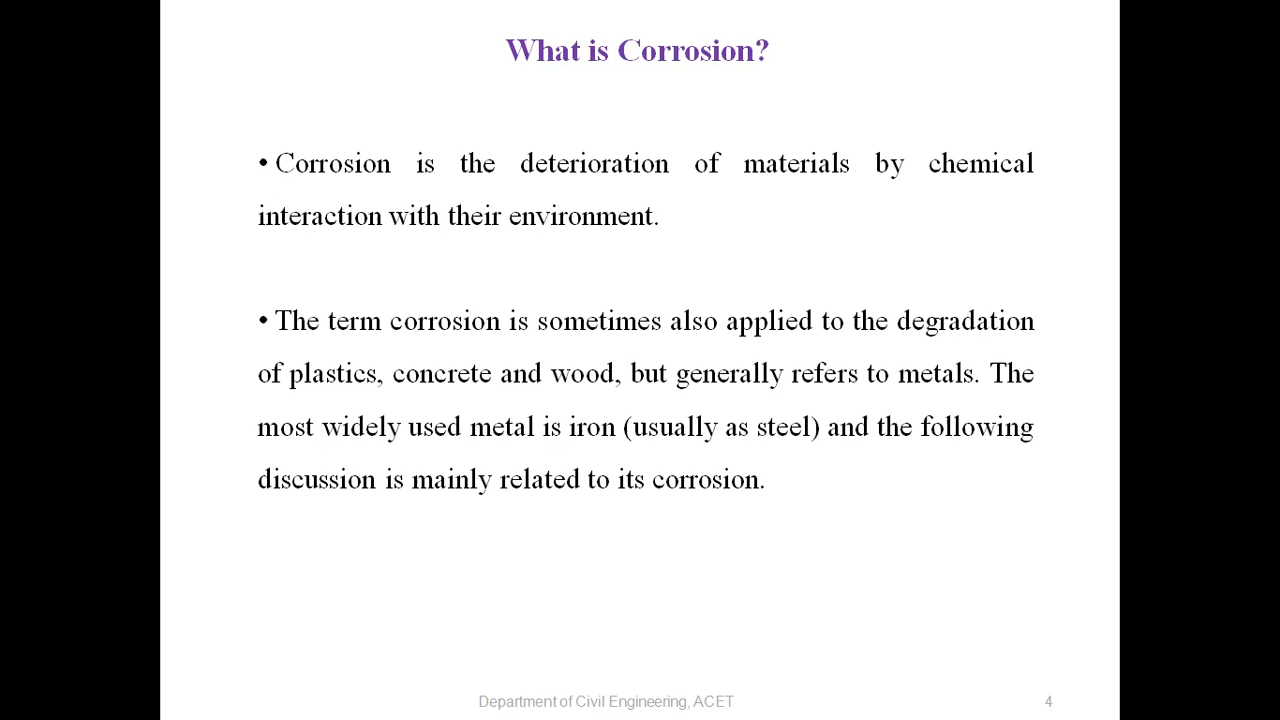 What is Corrosion?
• Corrosion is the deterioration of materials by chemical
interaction with their environment.
• The term corrosion is sometimes also applied to the degradation
of plastics, concrete and wood, but generally refers to metals. The
most widely used metal is iron (usually as steel) and the following
discussion is mainly related to its corrosion.
Department of Civil Engineering, ACET
4